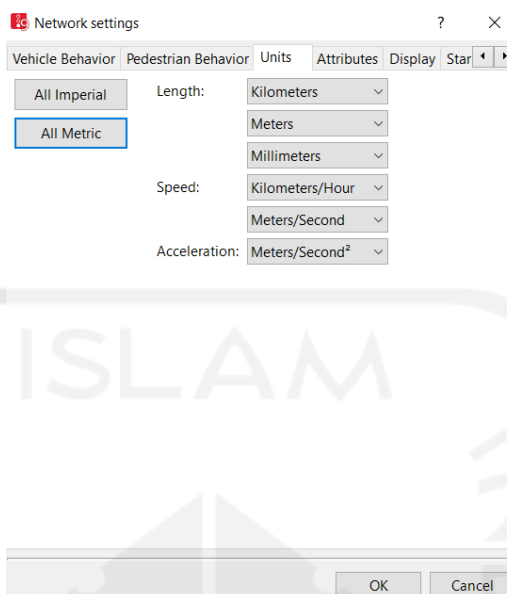 Network settings ? ×
Vehicle Behavior Pedestrian Behavior Units Attributes Display Star
All Imperial Length: Kilometers
Meters
All Metric
Millimeters
Speed: Kilometers/Hour
Meters/Second
Acceleration: Meters/Second²
ISLAM
OK Cancel